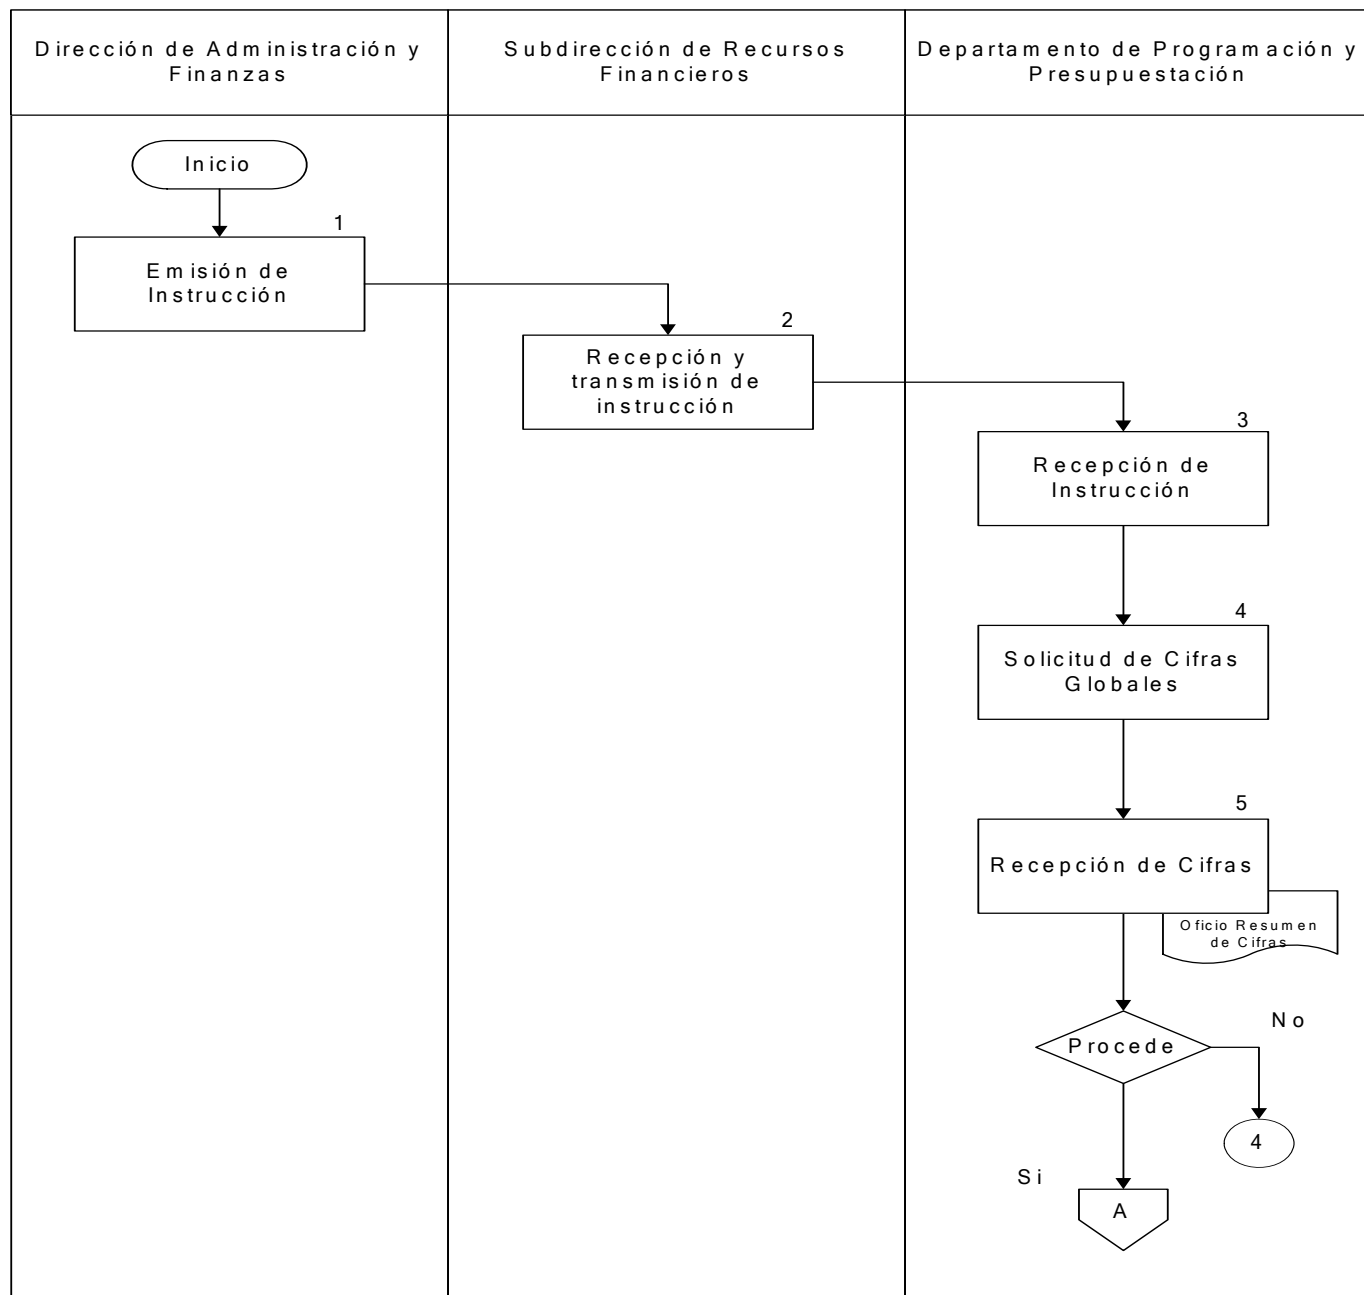 Dirección de Administración y
Finanzas
Subdirección de Recursos
Financieros
Departamento de Programación y
Presupuestación
Inicio
1
Emisión de
Instrucción
2
Recepción y
transmisión de
instrucción
3
Recepción de
Instrucción
4
Solicitud de Cifras
Globales
5
Recepción de Cifras
Oficio Resumen
de Cifras
Procede
No
4
Si
A